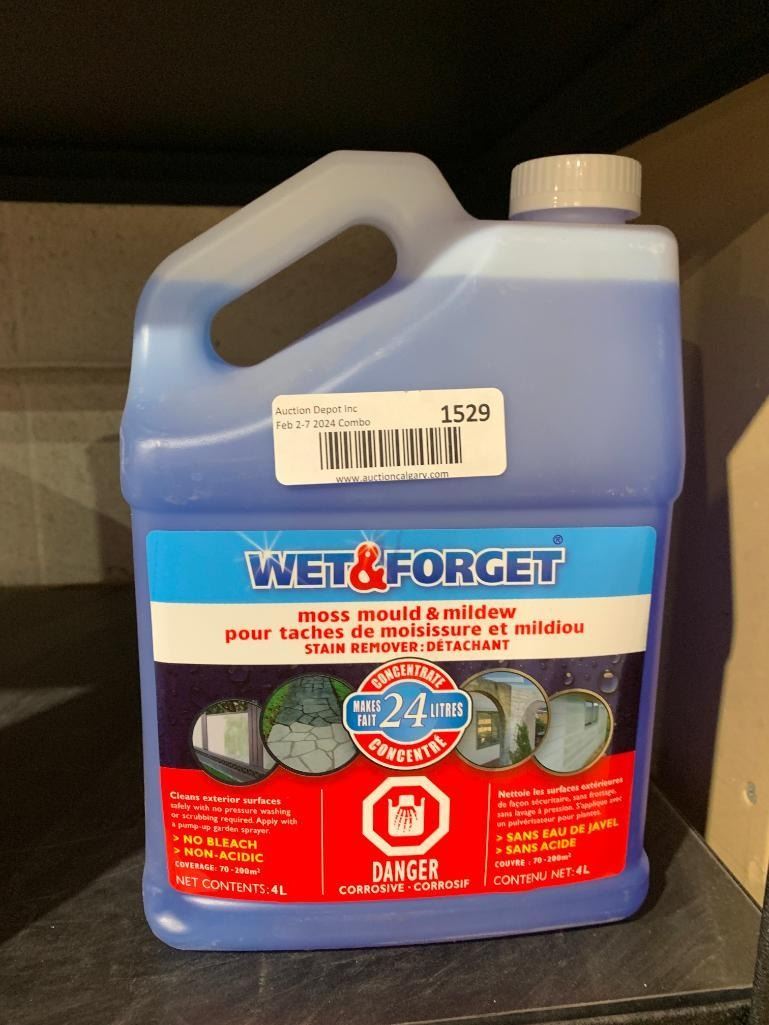 Auction Depot Inc
Feb 2-7 2024 Combo
1529
www.auctioncalgary.com
WET&FORGET®
moss mould & mildew
pour taches de moisissure et mildiou
STAIN REMOVER: DÉTACHANT
CONCENTRATE
MAKES
FAIT
24 LITRES
CONCENTRÉ
Cleans exterior surfaces
safely with no pressure washing
or scrubbing required. Apply with
a pump-up garden sprayer.
> NO BLEACH
> NON-ACIDIC
COVERAGE: 70-200m²
NET CONTENTS: 4L
DANGER
CORROSIVE · CORROSIF
Nettoie les surfaces extérieures
de façon sécuritaire, sans frottage,
sans lavage à pression. S'applique avec
un pulvérisateur pour plantes.
> SANS EAU DE JAVEL
> SANS ACIDE
COUVRE: 70-200m²
CONTENU NET: 4L